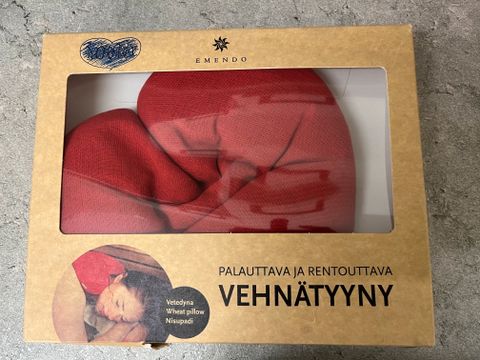 EMENDO
PALAUTTAVA JA RENTOUTTAVA
VEHNÄTYYNY
Vetedyna
Wheat pillow
Nisupadi